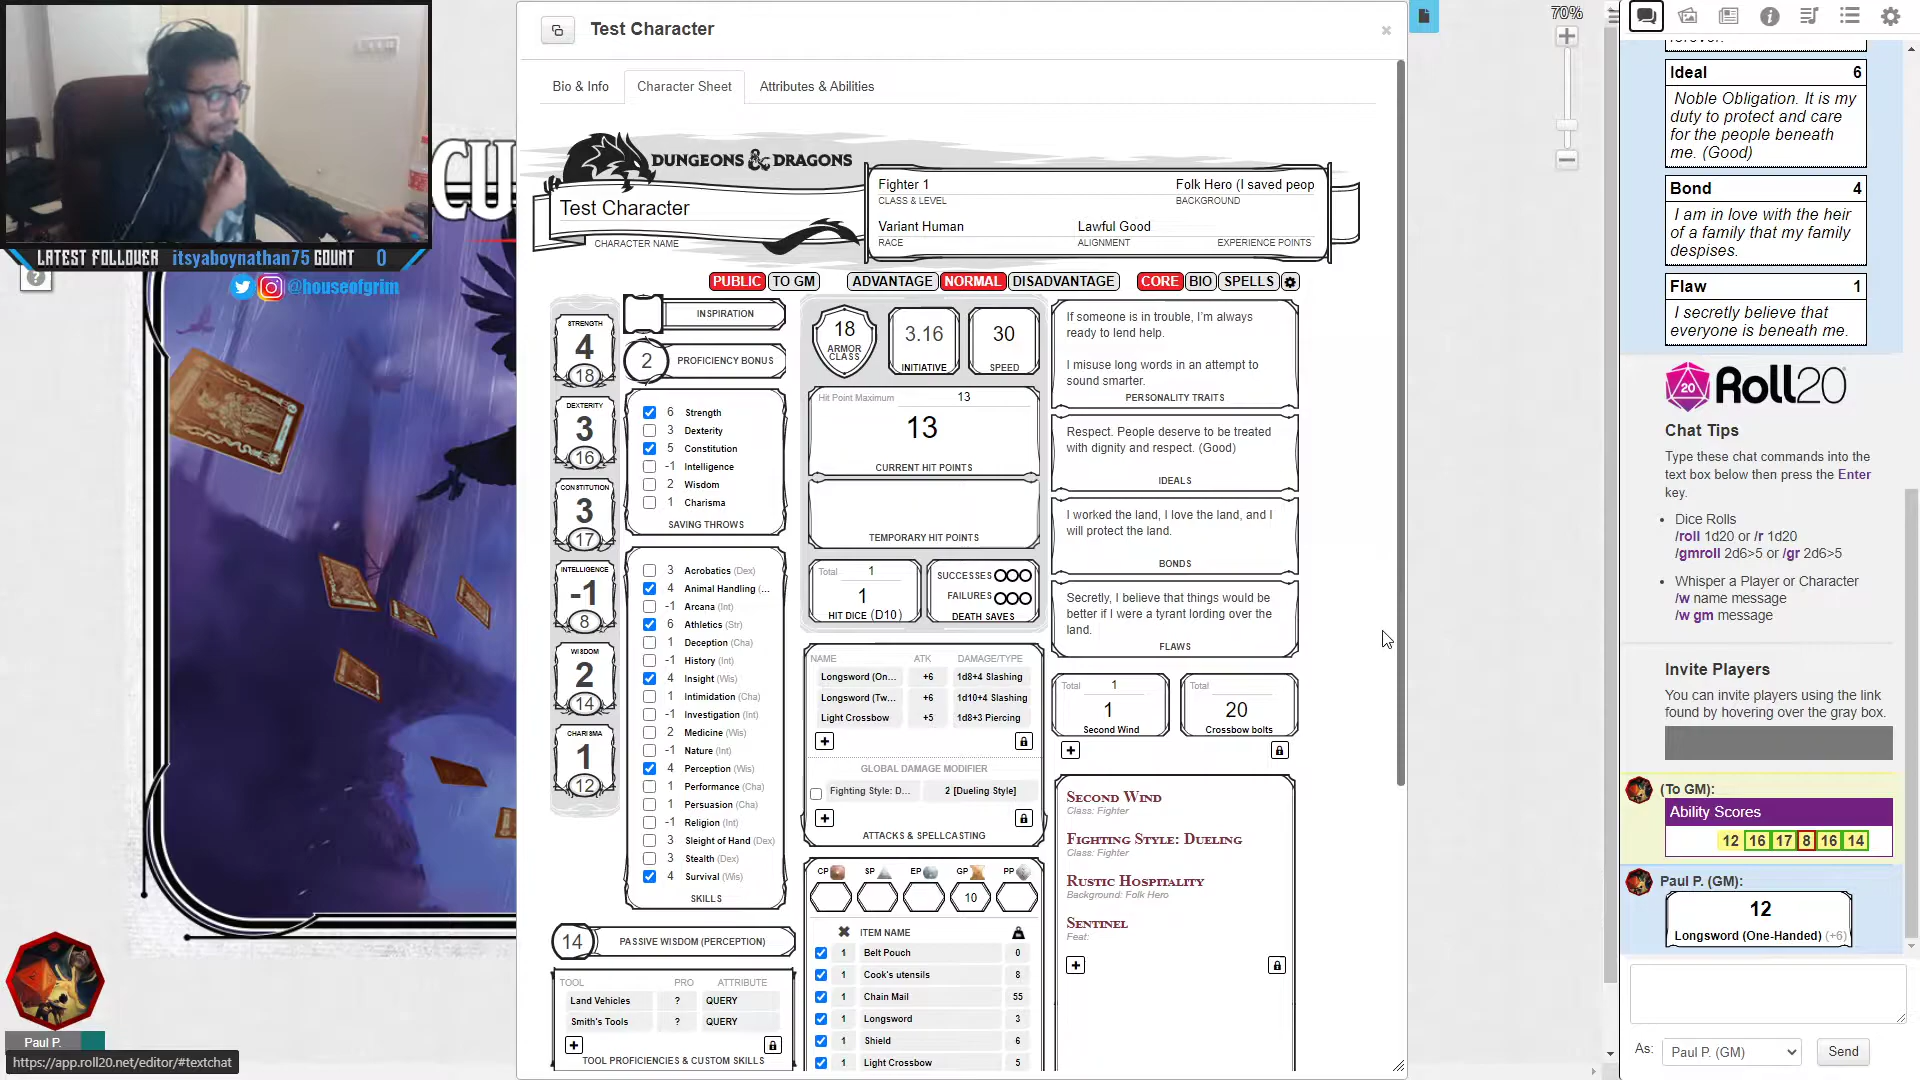 Test Character
×
Bio & Info
Character Sheet
Attributes & Abilities
DUNGEONS & DRAGONS
Test Character
CHARACTER NAME
Fighter 1
CLASS & LEVEL
Folk Hero (I saved peop
BACKGROUND
Variant Human
RACE
Lawful Good
ALIGNMENT
EXPERIENCE POINTS
PUBLIC
TO GM
ADVANTAGE
NORMAL
DISADVANTAGE
CORE
BIO
SPELLS
STRENGTH
4
18
DEXTERITY
3
16
CONSTITUTION
3
17
INTELLIGENCE
-1
8
WISDOM
2
14
CHARISMA
1
12
INSPIRATION
2 PROFICIENCY BONUS
6 Strength
3 Dexterity
5 Constitution
-1 Intelligence
2 Wisdom
1 Charisma
SAVING THROWS
3 Acrobatics (Dex)
4 Animal Handling (...
-1 Arcana (Int)
6 Athletics (Str)
1 Deception (Cha)
-1 History (Int)
4 Insight (Wis)
1 Intimidation (Cha)
-1 Investigation (Int)
2 Medicine (Wis)
-1 Nature (Int)
4 Perception (Wis)
1 Performance (Cha)
1 Persuasion (Cha)
-1 Religion (Int)
3 Sleight of Hand (Dex)
3 Stealth (Dex)
4 Survival (Wis)
SKILLS
14 PASSIVE WISDOM (PERCEPTION)
TOOL PRO ATTRIBUTE
Land Vehicles ? QUERY
Smith's Tools ? QUERY
+
TOOL PROFICIENCIES & CUSTOM SKILLS
18
ARMOR
CLASS
3.16
INITIATIVE
30
SPEED
Hit Point Maximum 13
13
CURRENT HIT POINTS
TEMPORARY HIT POINTS
Total 1
1
HIT DICE (D10)
SUCCESSES
FAILURES
DEATH SAVES
NAME ATK DAMAGE/TYPE
Longsword (On... +6 1d8+4 Slashing
Longsword (Tw... +6 1d10+4 Slashing
Light Crossbow +5 1d8+3 Piercing
+
GLOBAL DAMAGE MODIFIER
Fighting Style: D... 2 [Dueling Style]
+
ATTACKS & SPELLCASTING
CP SP EP GP PP
10
ITEM NAME
1 Belt Pouch 0
1 Cook's utensils 8
1 Chain Mail 55
1 Longsword 3
1 Shield 6
1 Light Crossbow 5
If someone is in trouble, I'm always
ready to lend help.
I misuse long words in an attempt to
sound smarter.
PERSONALITY TRAITS
Respect. People deserve to be treated
with dignity and respect. (Good)
IDEALS
I worked the land, I love the land, and I
will protect the land.
BONDS
Secretly, I believe that things would be
better if I were a tyrant lording over the
land.
FLAWS
Total 1
1
Second Wind
Total
20
Crossbow bolts
+
SECOND WIND
Class: Fighter
FIGHTING STYLE: DUELING
Class: Fighter
RUSTIC HOSPITALITY
Background: Folk Hero
SENTINEL
Feat:
+
70%
forever.
Ideal 6
Noble Obligation. It is my
duty to protect and care
for the people beneath
me. (Good)
Bond 4
I am in love with the heir
of a family that my family
despises.
Flaw 1
I secretly believe that
everyone is beneath me.
20 Roll20
Chat Tips
Type these chat commands into the
text box below then press the Enter
key.
• Dice Rolls
/roll 1d20 or /r 1d20
/gmroll 2d6>5 or /gr 2d6>5
• Whisper a Player or Character
/w name message
/w gm message
Invite Players
You can invite players using the link
found by hovering over the gray box.
(To GM):
Ability Scores
12 16 17 8 16 14
Paul P. (GM):
12
Longsword (One-Handed) (+6)
As: Paul P. (GM)
Send
LATEST FOLLOWER itsyaboynathan75 COUNT 0
@houseofgrim
?
CU
Paul P.
https://app.roll20.net/editor/#textchat